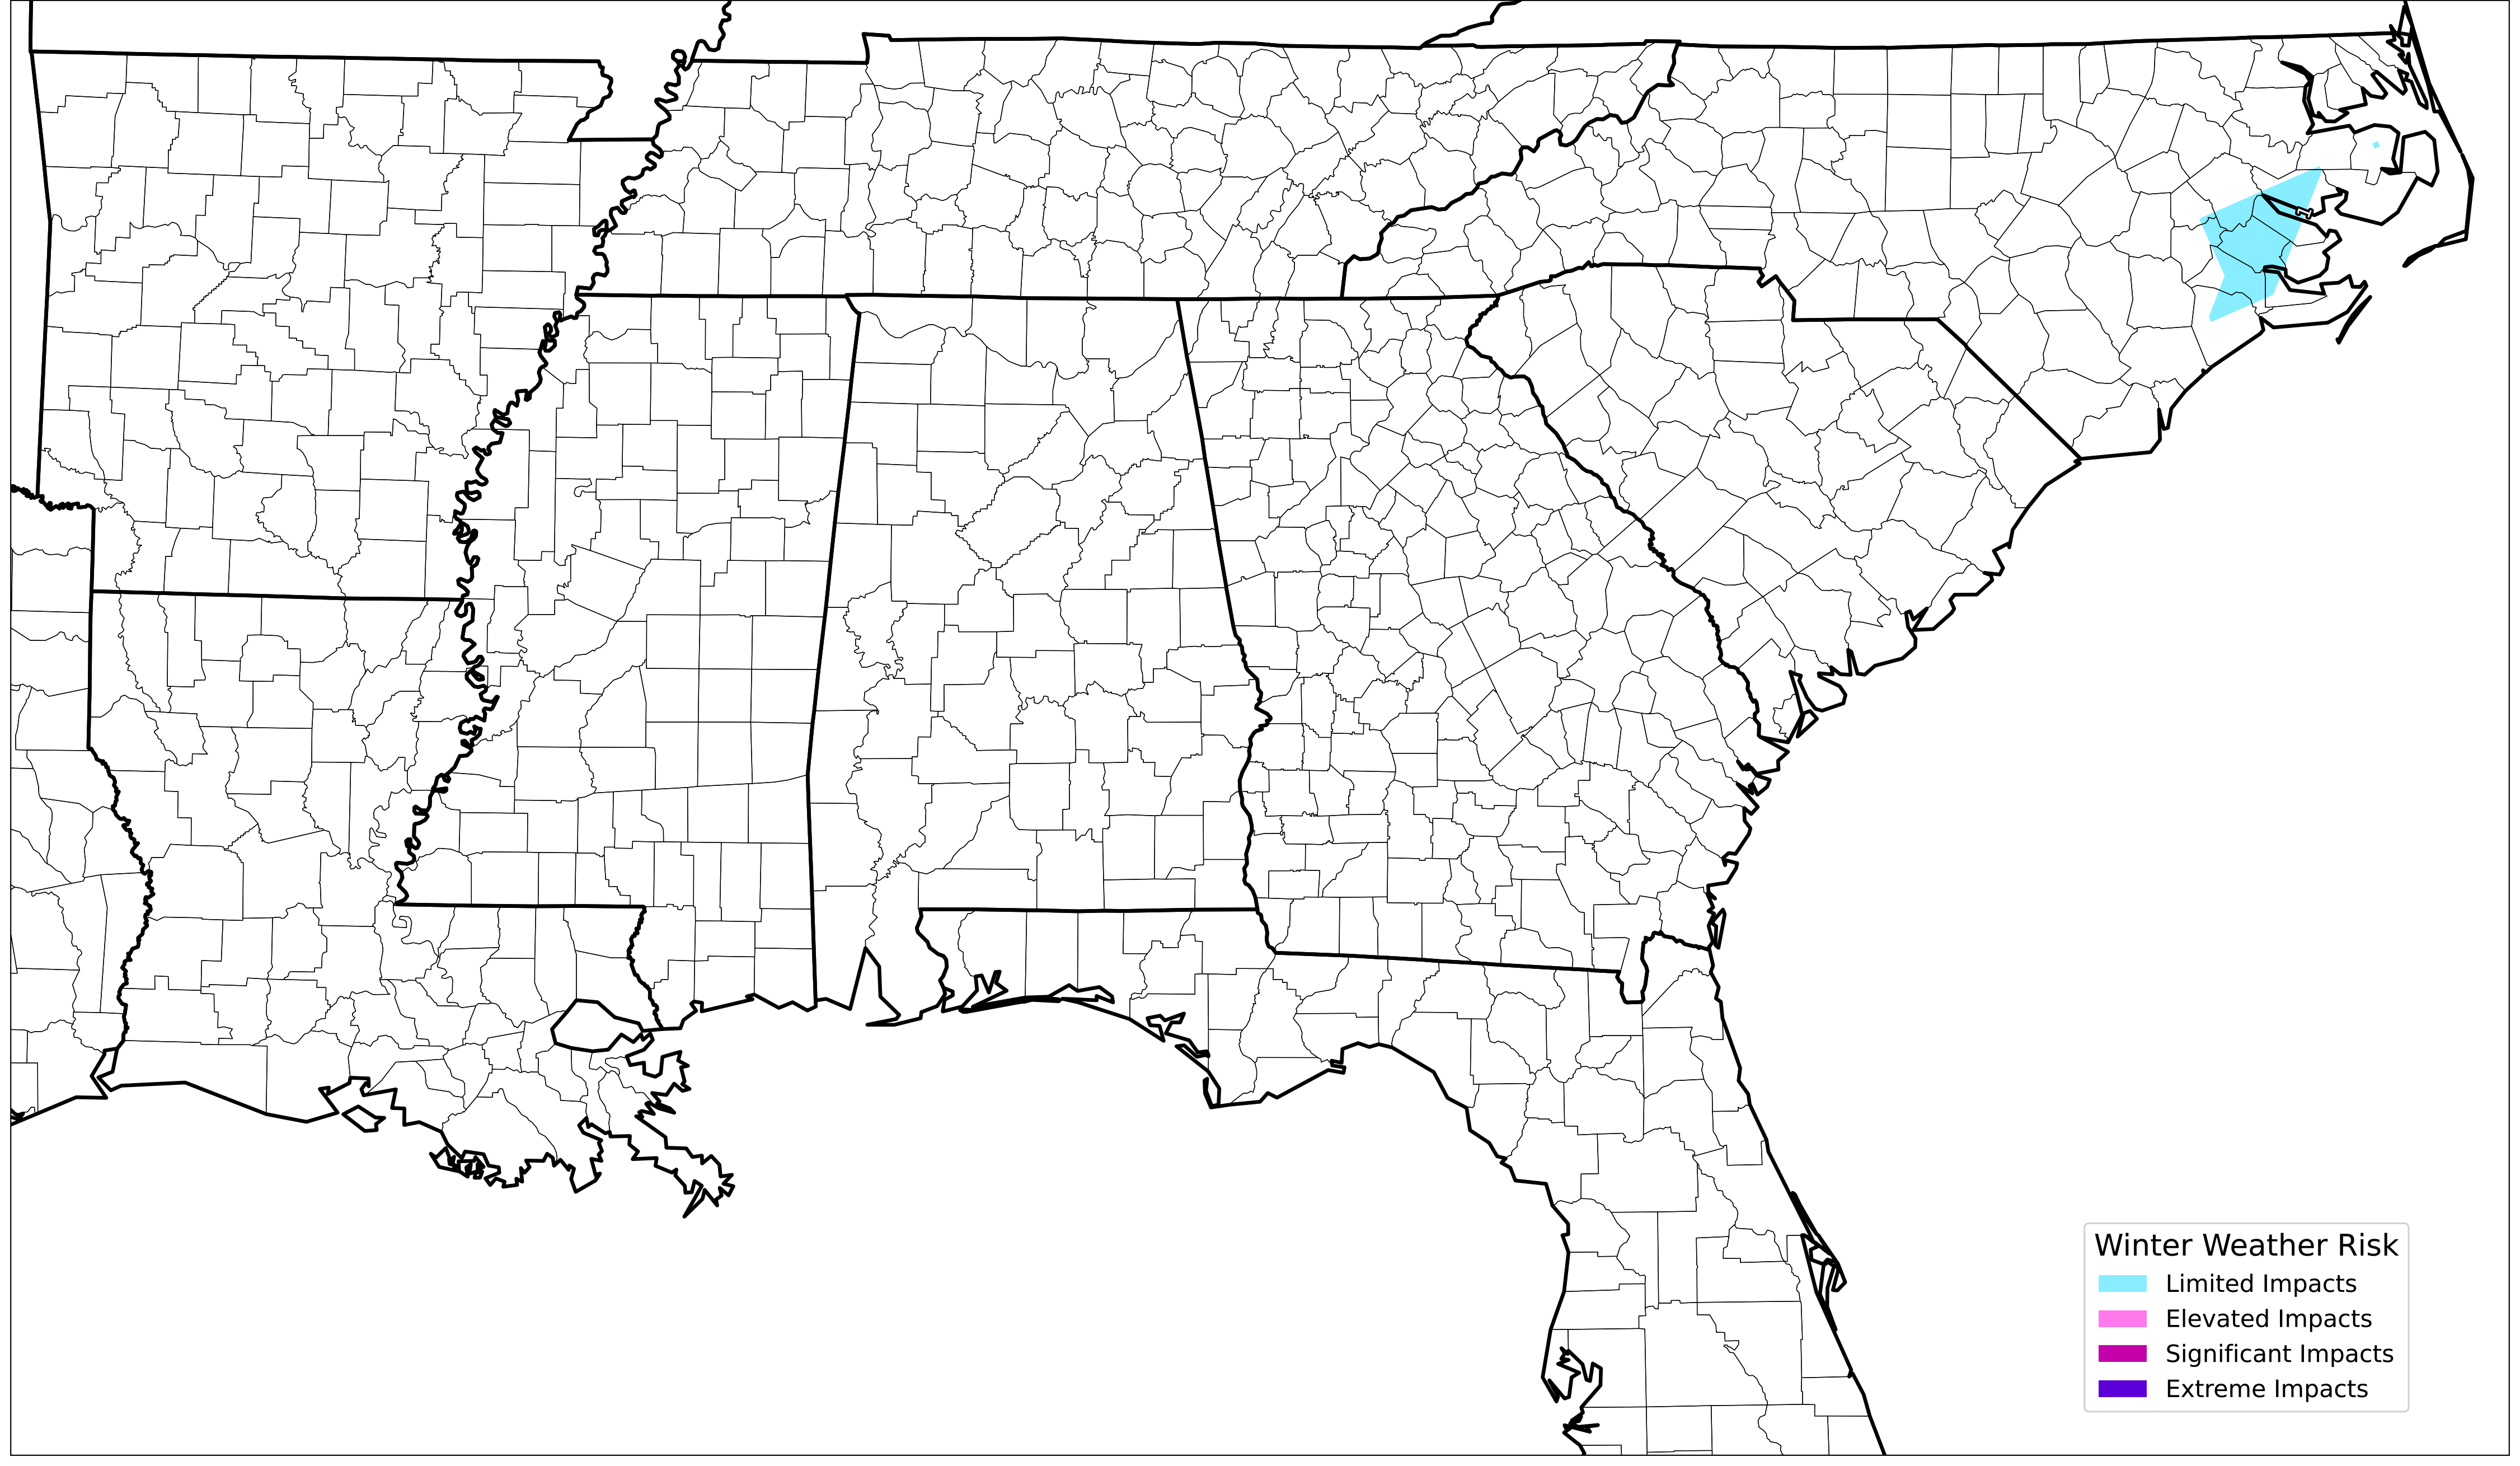 Winter Weather Risk
Limited Impacts
Elevated Impacts
Significant Impacts
Extreme Impacts